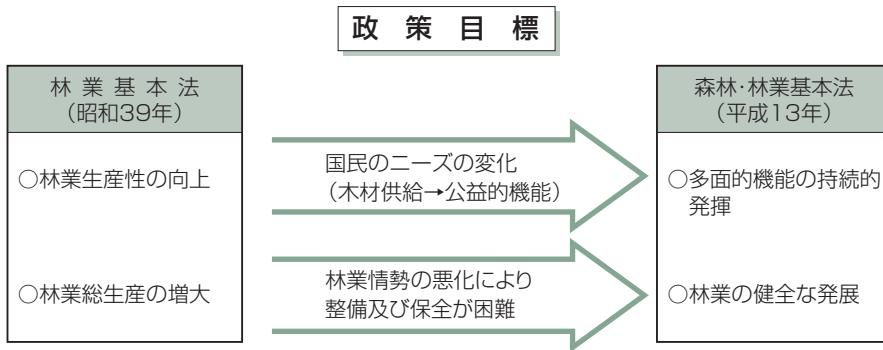 政策目標
林業基本法
（昭和39年）
○林業生産性の向上
○林業総生産の増大
国民のニーズの変化
（木材供給→公益的機能）
林業情勢の悪化により
整備及び保全が困難
森林・林業基本法
（平成13年）
○多面的機能の持続的
発揮
○林業の健全な発展